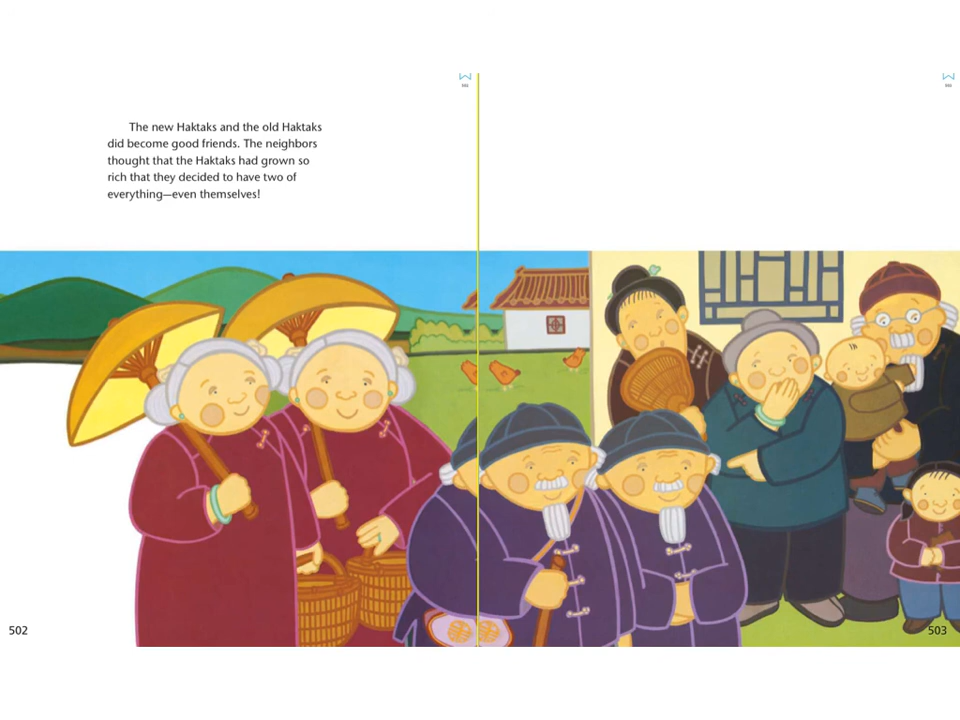 The new Haktaks and the old Haktaks
did become good friends. The neighbors
thought that the Haktaks had grown so
rich that they decided to have two of
everything—even themselves!
502
503